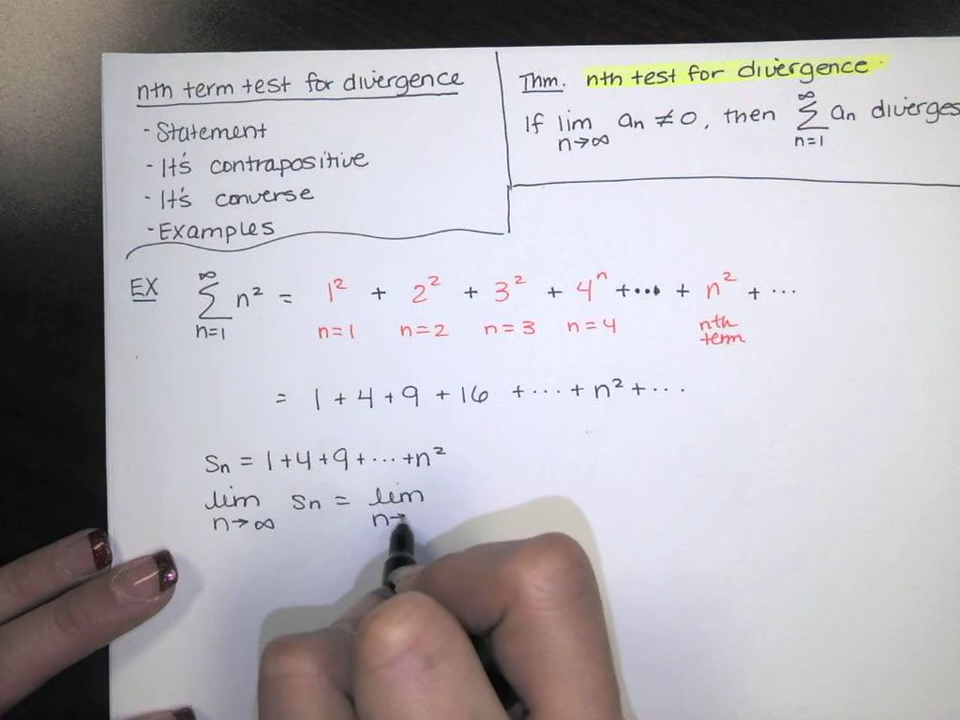 nth term test for divergence
- Statement
- It's contrapositive
- It's converse
- Examples
Thm. nth test for divergence
If lim n→∞ an ≠ 0, then ∞ Σ n=1 an diverges
EX ∞ Σ n=1 n² = 1² + 2² + 3² + 4ⁿ + ··· + n² + ···
n=1 n=2 n=3 n=4 nth term
= 1 + 4 + 9 + 16 + ··· + n² + ···
Sn = 1 + 4 + 9 + ··· + n²
lim n→∞ Sn = lim n→